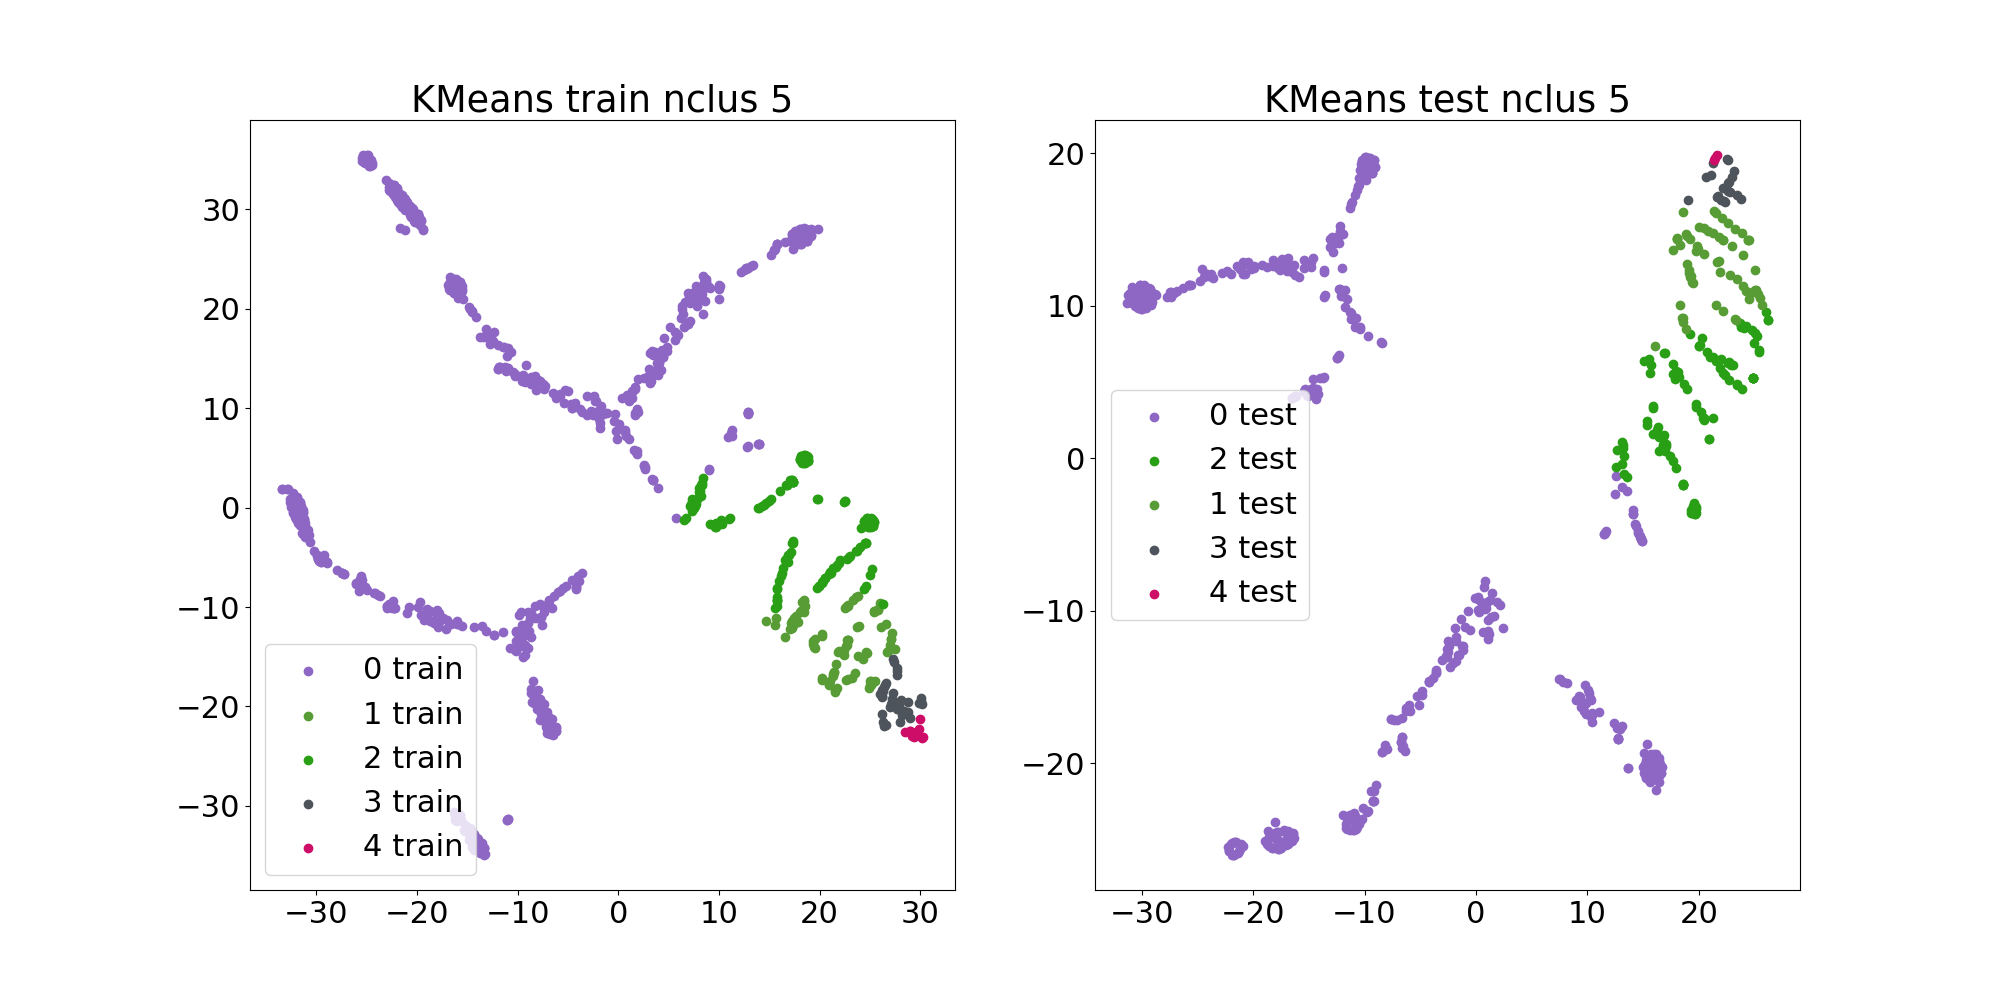 KMeans train nclus 5
30
20
10
0
−10
−20
−30
−30 −20 −10 0 10 20 30
0 train
1 train
2 train
3 train
4 train
KMeans test nclus 5
20
10
0
−10
−20
−30 −20 −10 0 10 20
0 test
2 test
1 test
3 test
4 test